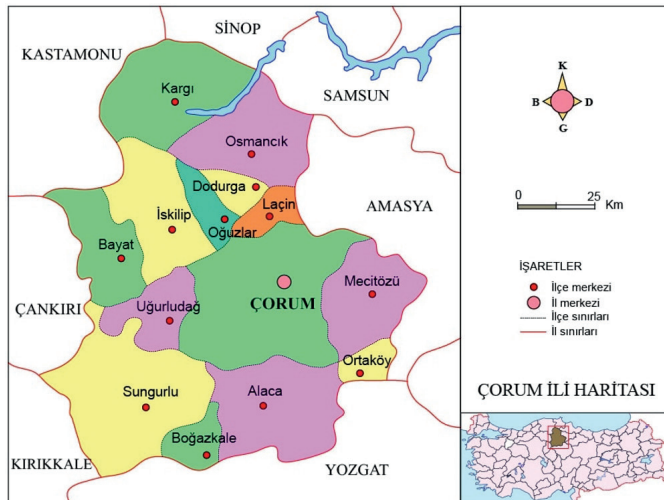 SİNOP
KASTAMONU
SAMSUN
Kargı
Osmancık
Dodurga
Laçin
AMASYA
İskilip
Oğuzlar
Bayat
ÇORUM
Mecitözü
ÇANKIRI
Uğurludağ
Ortaköy
Sungurlu
Alaca
Boğazkale
KIRIKKALE
YOZGAT
K
B
D
G
0 25
Km
İŞARETLER
İlçe merkezi
İl merkezi
İlçe sınırları
İl sınırları
ÇORUM İLİ HARİTASI